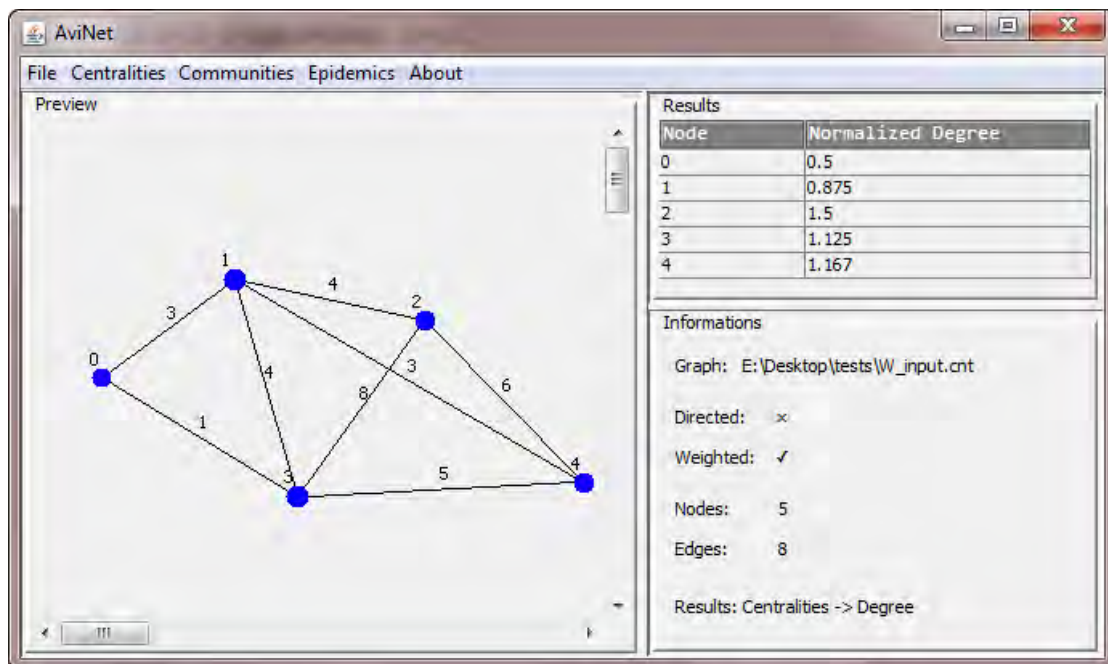 AviNet
File Centralities Communities Epidemics About
Preview
1
4
2
3
0
4
3
8
6
1
3
5
4
Results
Node Normalized Degree
0 0.5
1 0.875
2 1.5
3 1.125
4 1.167
Informations
Graph: E:\Desktop\tests\W_input.cnt
Directed: ×
Weighted: ✓
Nodes: 5
Edges: 8
Results: Centralities -> Degree